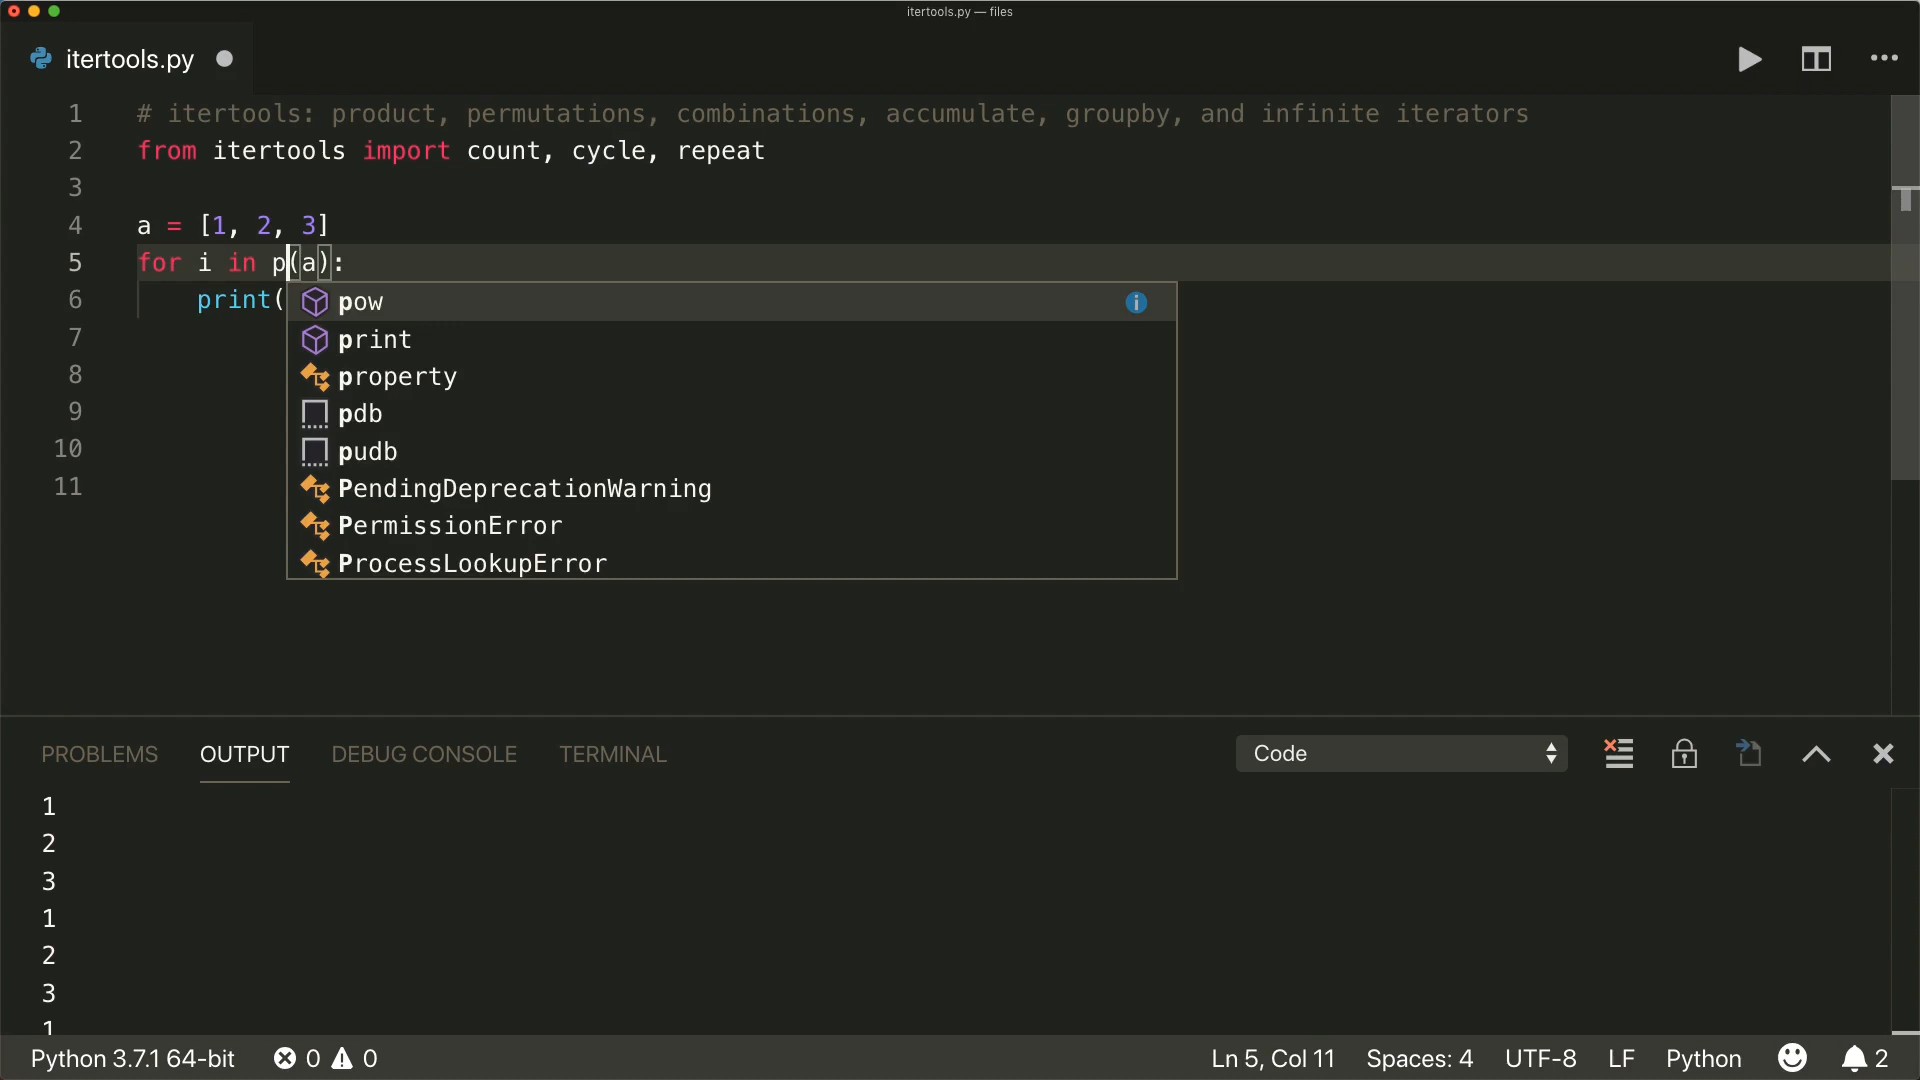 itertools.py — files
itertools.py
1 # itertools: product, permutations, combinations, accumulate, groupby, and infinite iterators
2 from itertools import count, cycle, repeat
3
4 a = [1, 2, 3]
5 for i in p(a):
6 print(
7
8
9
10
11
pow
print
property
pdb
pudb
PendingDeprecationWarning
PermissionError
ProcessLookupError
PROBLEMS OUTPUT DEBUG CONSOLE TERMINAL Code
1
2
3
1
2
3
1
Python 3.7.1 64-bit 0 0 Ln 5, Col 11 Spaces: 4 UTF-8 LF Python 2